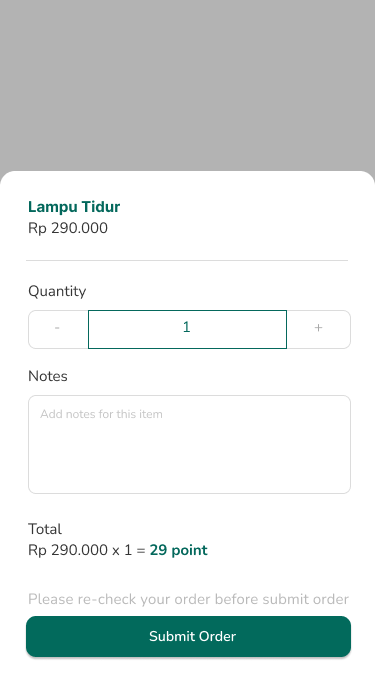 Lampu Tidur
Rp 290.000
Quantity
- 1 +
Notes
Add notes for this item
Total
Rp 290.000 x 1 = 29 point
Please re-check your order before submit order
Submit Order